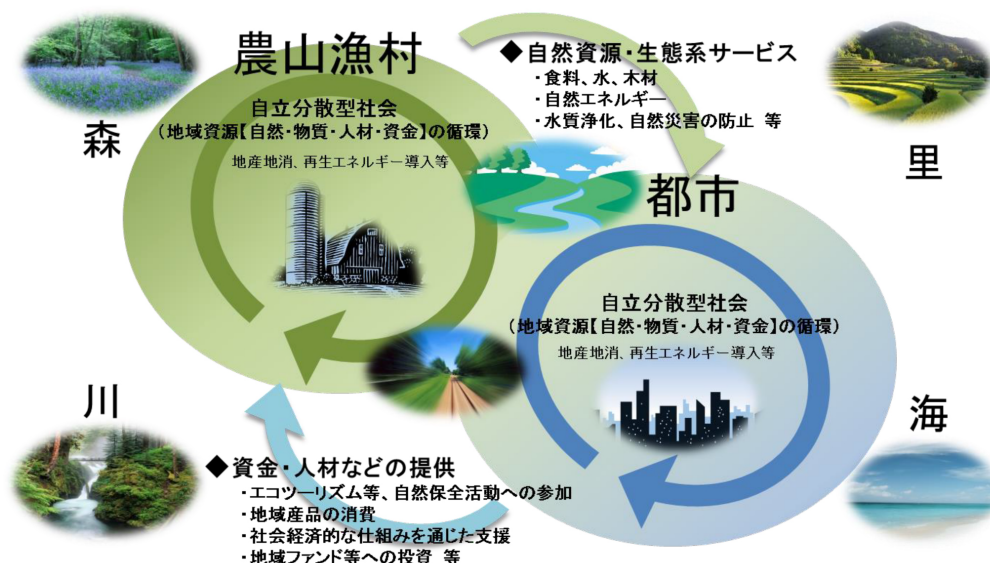 農山漁村
森
自立分散型社会
(地域資源【自然・物質・人材・資金】の循環)
地産地消、再生エネルギー導入等
◆自然資源・生態系サービス
・食料、水、木材
・自然エネルギー
・水質浄化、自然災害の防止 等
里
都市
自立分散型社会
(地域資源【自然・物質・人材・資金】の循環)
地産地消、再生エネルギー導入等
川
海
◆資金・人材などの提供
・エコツーリズム等、自然保全活動への参加
・地域産品の消費
・社会経済的な仕組みを通じた支援
・地域ファンド等への投資 等